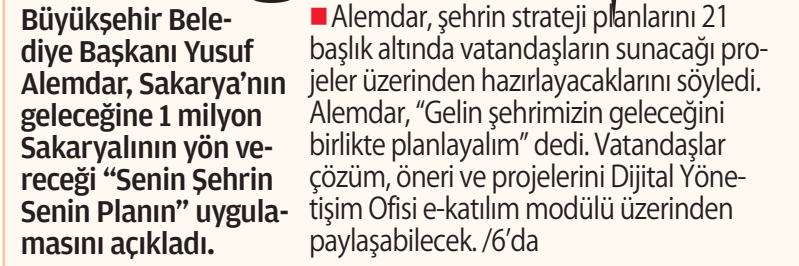 Büyükşehir Bele-
diye Başkanı Yusuf
Alemdar, Sakarya’nın
geleceğine 1 milyon
Sakaryalının yön ve-
receği “Senin Şehrin
Senin Planın” uygula-
masını açıkladı.
Alemdar, şehrin strateji planlarını 21
başlık altında vatandaşların sunacağı pro-
jeler üzerinden hazırlayacaklarını söyledi.
Alemdar, “Gelin şehrimizin geleceğini
birlikte planlayalım” dedi. Vatandaşlar
çözüm, öneri ve projelerini Dijital Yöne-
tişim Ofisi e-katılım modülü üzerinden
paylaşabilecek. /6’da